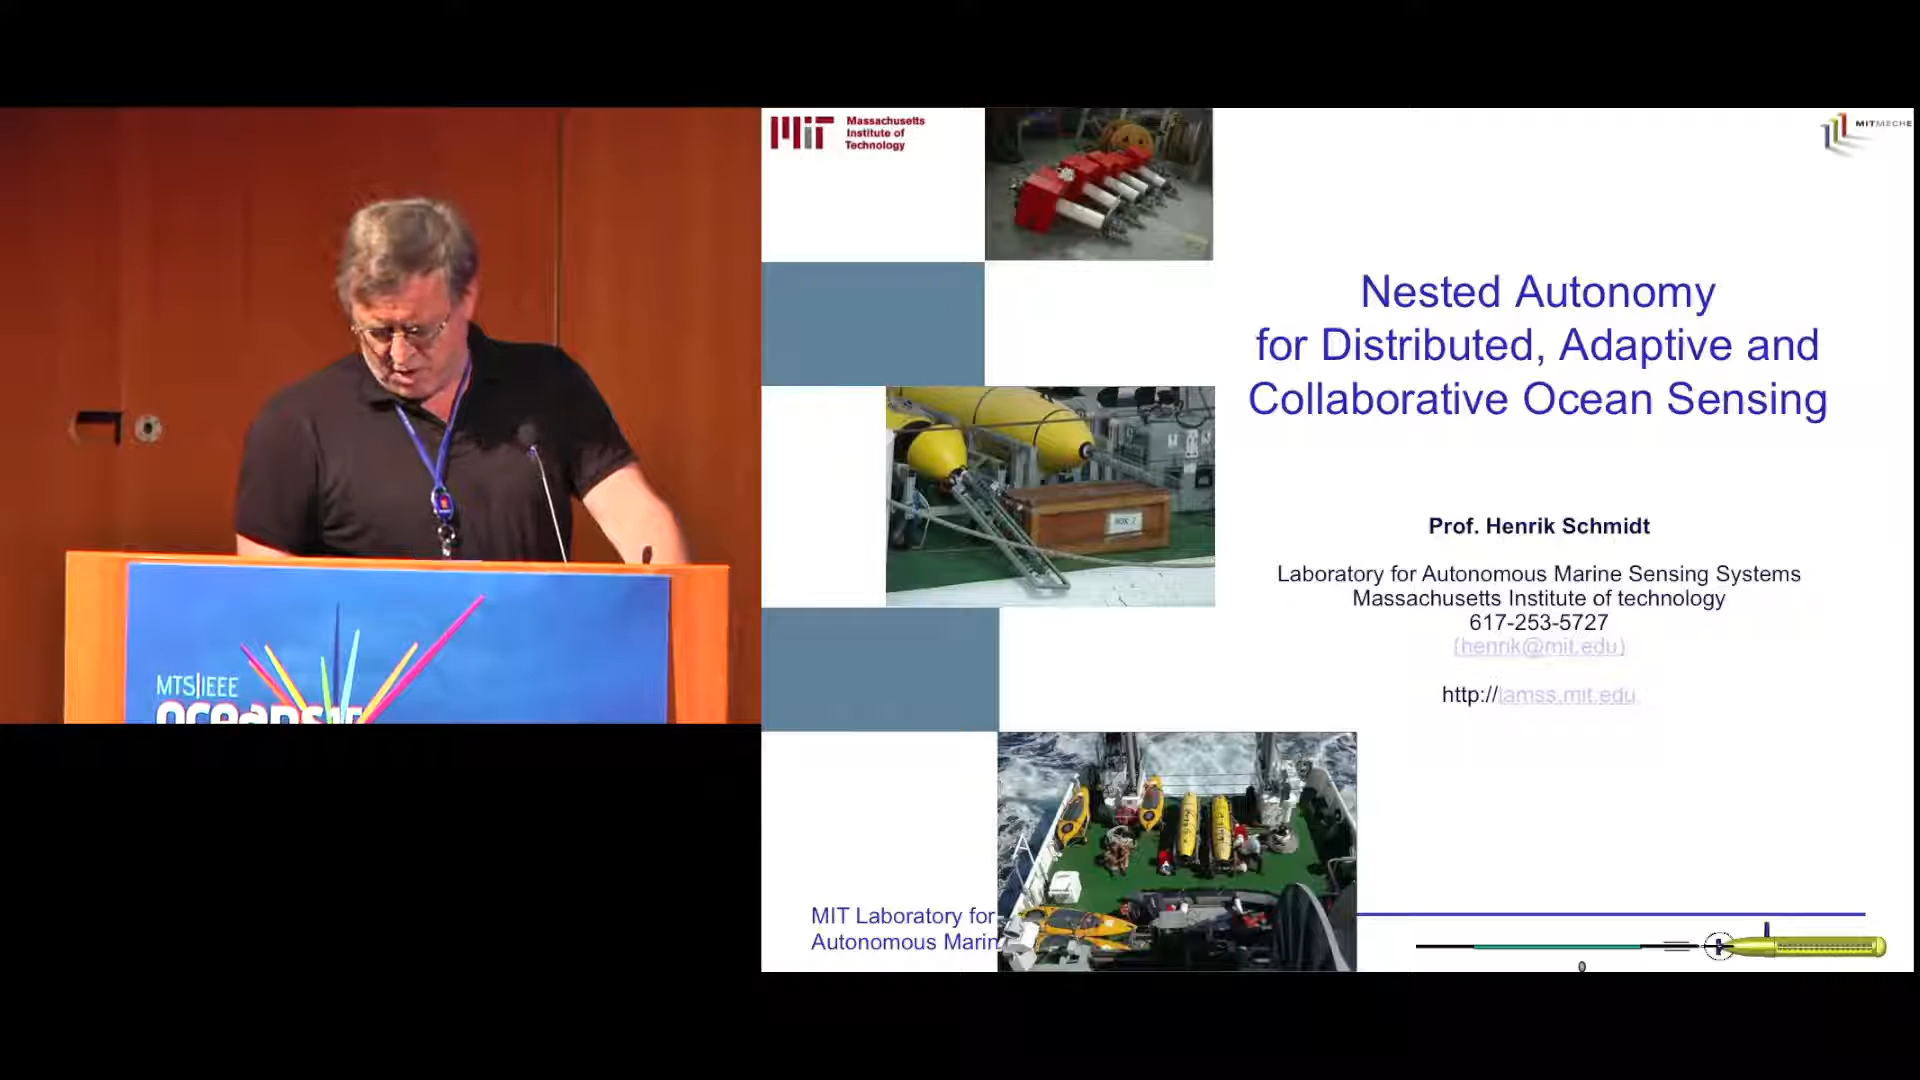 MTS|IEEE
Massachusetts
Institute of
Technology
MITMECHE
Nested Autonomy
for Distributed, Adaptive and
Collaborative Ocean Sensing
Prof. Henrik Schmidt
Laboratory for Autonomous Marine Sensing Systems
Massachusetts Institute of technology
617-253-5727
(henrik@mit.edu)
http://lamss.mit.edu
MIT Laboratory for
Autonomous Marin